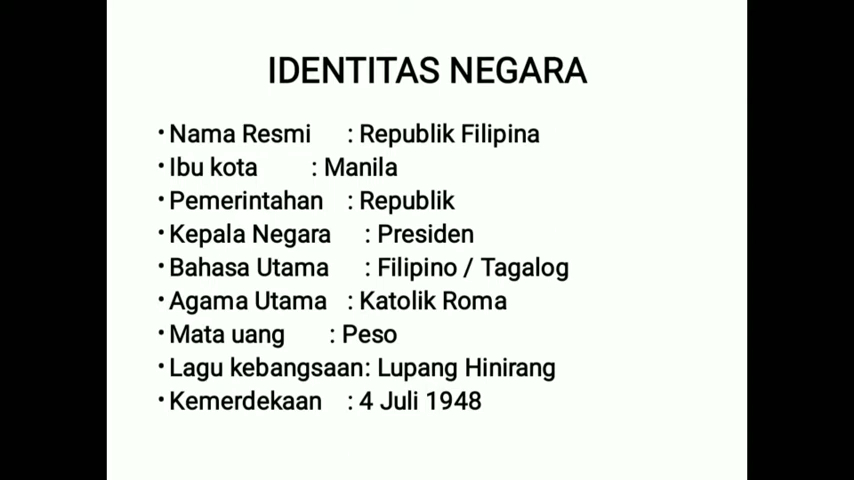 IDENTITAS NEGARA
• Nama Resmi : Republik Filipina
• Ibu kota : Manila
• Pemerintahan : Republik
• Kepala Negara : Presiden
• Bahasa Utama : Filipino / Tagalog
• Agama Utama : Katolik Roma
• Mata uang : Peso
• Lagu kebangsaan: Lupang Hinirang
• Kemerdekaan : 4 Juli 1948